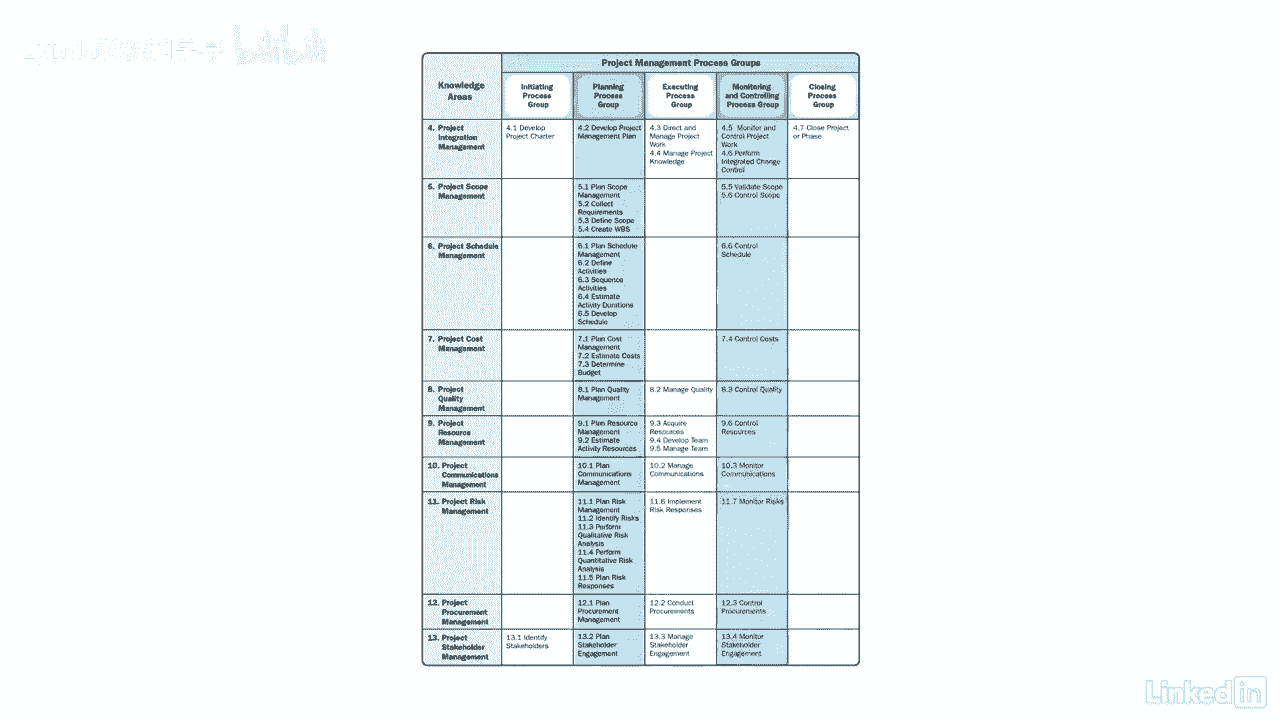 Project Management Process Groups
Knowledge
Areas
Initiating
Process
Group
Planning
Process
Group
Executing
Process
Group
Monitoring
and Controlling
Process Group
Closing
Process
Group
4. Project
Integration
Management
4.1 Develop
Project Charter
4.2 Develop Project
Management Plan
4.3 Direct and
Manage Project
Work
4.4 Manage Project
Knowledge
4.5 Monitor and
Control Project
Work
4.6 Perform
Integrated Change
Control
4.7 Close Project
or Phase
5. Project Scope
Management
5.1 Plan Scope
Management
5.2 Collect
Requirements
5.3 Define Scope
5.4 Create WBS
5.5 Validate Scope
5.6 Control Scope
6. Project Schedule
Management
6.1 Plan Schedule
Management
6.2 Define
Activities
6.3 Sequence
Activities
6.4 Estimate
Activity Durations
6.5 Develop
Schedule
6.6 Control
Schedule
7. Project Cost
Management
7.1 Plan Cost
Management
7.2 Estimate Costs
7.3 Determine
Budget
7.4 Control Costs
8. Project
Quality
Management
8.1 Plan Quality
Management
8.2 Manage Quality
8.3 Control Quality
9. Project
Resource
Management
9.1 Plan Resource
Management
9.2 Estimate
Activity Resources
9.3 Acquire
Resources
9.4 Develop Team
9.5 Manage Team
9.6 Control
Resources
10. Project
Communications
Management
10.1 Plan
Communications
Management
10.2 Manage
Communications
10.3 Monitor
Communications
11. Project Risk
Management
11.1 Plan Risk
Management
11.2 Identify Risks
11.3 Perform
Qualitative Risk
Analysis
11.4 Perform
Quantitative Risk
Analysis
11.5 Plan Risk
Responses
11.6 Implement
Risk Responses
11.7 Monitor Risks
12. Project
Procurement
Management
12.1 Plan
Procurement
Management
12.2 Conduct
Procurements
12.3 Control
Procurements
13. Project
Stakeholder
Management
13.1 Identify
Stakeholders
13.2 Plan
Stakeholder
Engagement
13.3 Manage
Stakeholder
Engagement
13.4 Monitor
Stakeholder
Engagement
Linked in